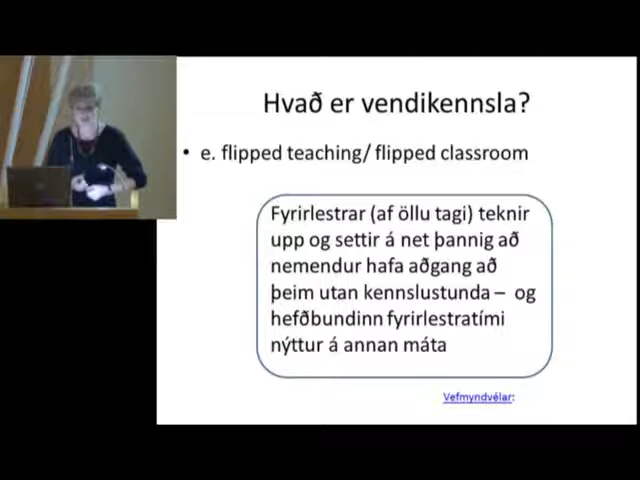 Hvað er vendikennsla?
• e. flipped teaching/ flipped classroom
Fyrirlestrar (af öllu tagi) teknir
upp og settir á net þannig að
nemendur hafa aðgang að
þeim utan kennslustunda – og
hefðbundinn fyrirlestratími
nýttur á annan máta
Vefmyndvélar: